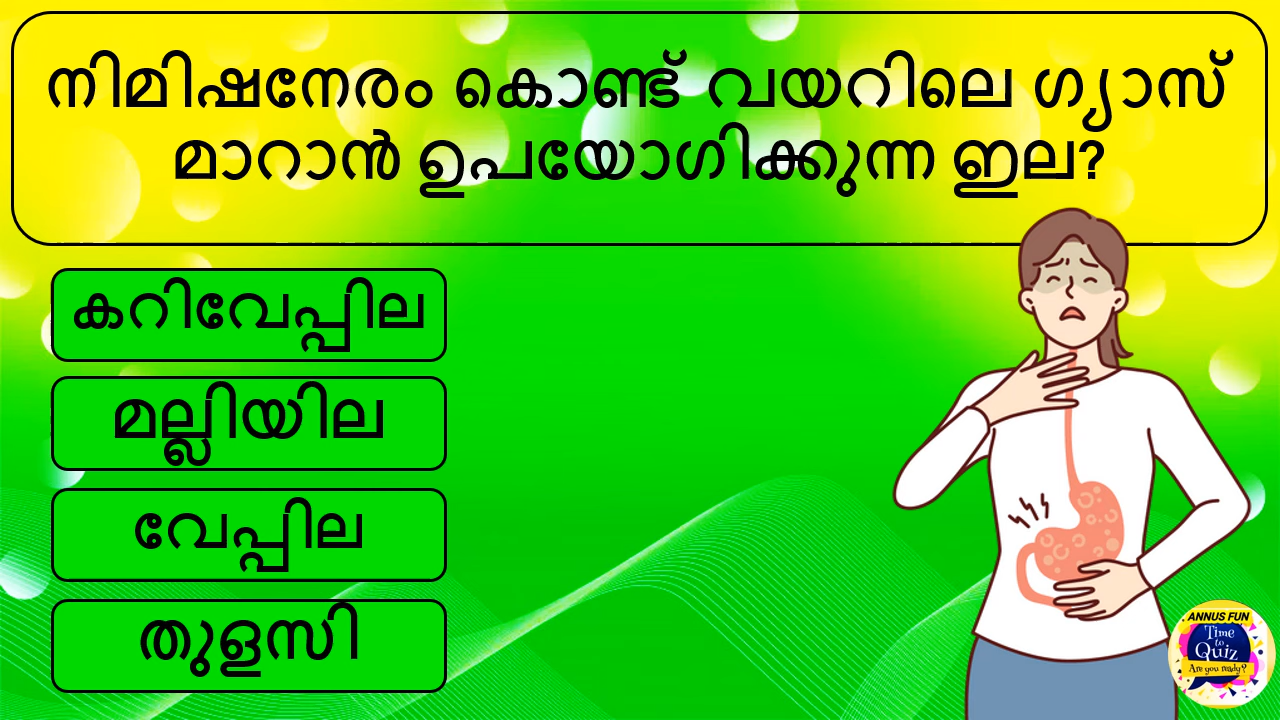 നിമിഷനേരം കൊണ്ട് വയറിലെ ഗ്യാസ്
മാറാൻ ഉപയോഗിക്കുന്ന ഇല?
കറിവേപ്പില
മല്ലിയില
വേപ്പില
തുളസി
ANNUS FUN
Time
to
Quiz
Are you ready?